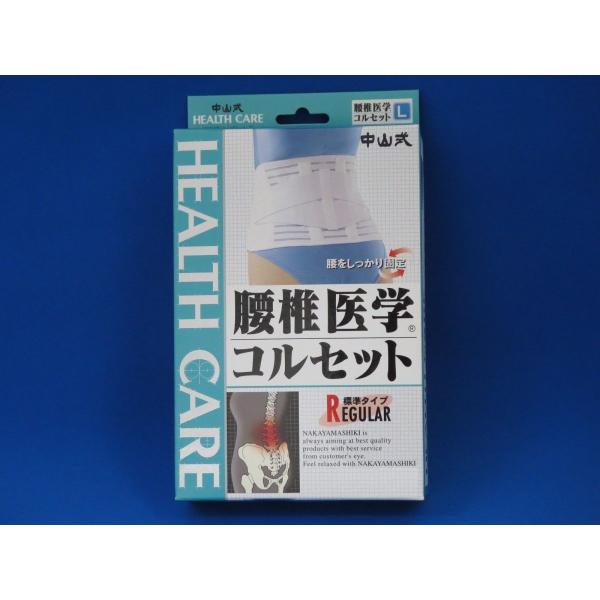 中山式
HEALTH CARE
腰椎医学
コルセット
L
中山式
HEALTH CARE
腰をしっかり固定
腰椎医学®
コルセット
標準タイプ
REGULAR
NAKAYAMASHIKI is
always aiming at best quality
products with best service
from customer's eye.
Feel relaxed with NAKAYAMASHIKI